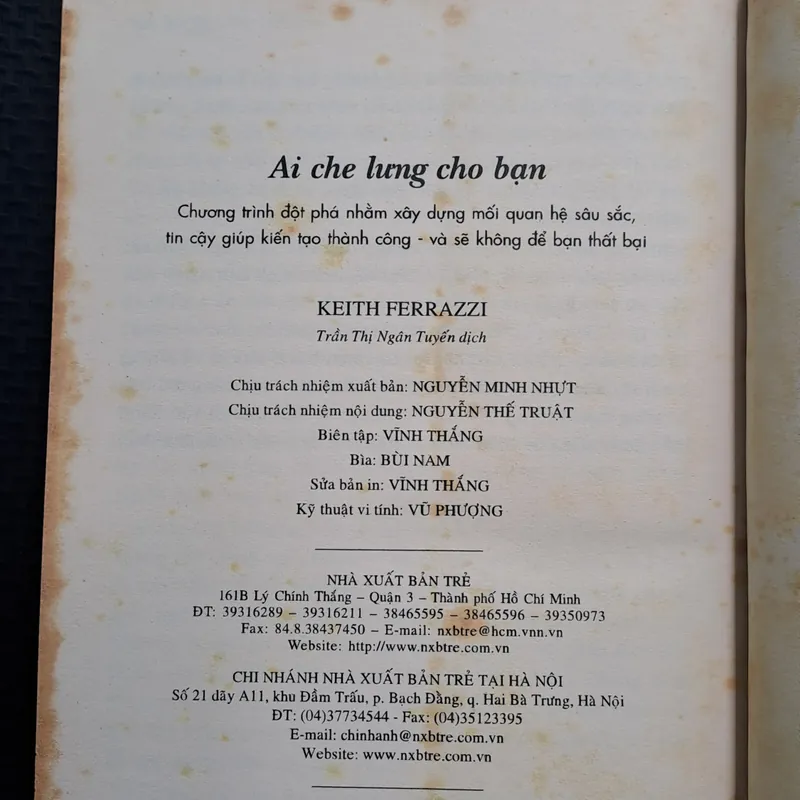 Ai che lưng cho bạn
Chương trình đột phá nhằm xây dựng mối quan hệ sâu sắc,
tin cậy giúp kiến tạo thành công - và sẽ không để bạn thất bại
KEITH FERRAZZI
Trần Thị Ngân Tuyến dịch
Chịu trách nhiệm xuất bản: NGUYỄN MINH NHỰT
Chịu trách nhiệm nội dung: NGUYỄN THẾ TRUẬT
Biên tập: VĨNH THẮNG
Bìa: BÙI NAM
Sửa bản in: VĨNH THẮNG
Kỹ thuật vi tính: VŨ PHƯỢNG
NHÀ XUẤT BẢN TRẺ
161B Lý Chính Thắng – Quận 3 – Thành phố Hồ Chí Minh
ĐT: 39316289 – 39316211 – 38465595 – 38465596 – 39350973
Fax: 84.8.38437450 – E-mail: nxbtre@hcm.vnn.vn
Website: http://www.nxbtre.com.vn
CHI NHÁNH NHÀ XUẤT BẢN TRẺ TẠI HÀ NỘI
Số 21 dãy A11, khu Đầm Trấu, p. Bạch Đằng, q. Hai Bà Trưng, Hà Nội
ĐT: (04)37734544 - Fax: (04)35123395
E-mail: chinhanh@nxbtre.com.vn
Website: www.nxbtre.com.vn